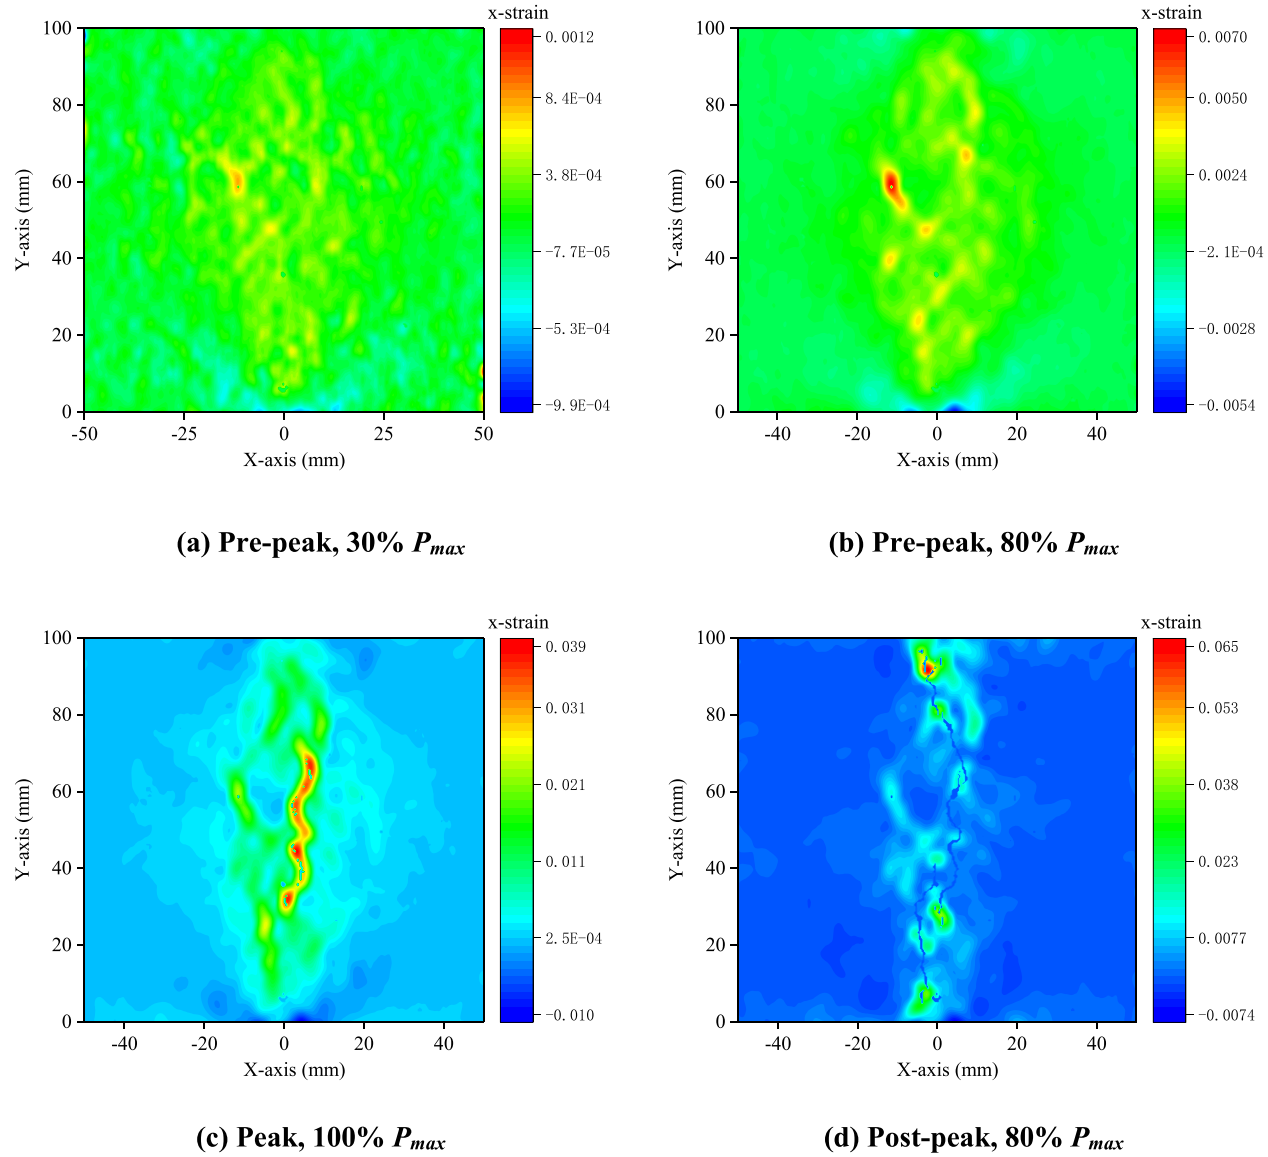 x-strain
100
80
60
40
20
0
-50
-25
0
25
50
Y-axis (mm)
X-axis (mm)
0.0012
8.4E-04
3.8E-04
-7.7E-05
-5.3E-04
-9.9E-04
(a) Pre-peak, 30% Pmax
x-strain
100
80
60
40
20
0
-40
-20
0
20
40
Y-axis (mm)
X-axis (mm)
0.0070
0.0050
0.0024
-2.1E-04
-0.0028
-0.0054
(b) Pre-peak, 80% Pmax
x-strain
100
80
60
40
20
0
-40
-20
0
20
40
Y-axis (mm)
X-axis (mm)
0.039
0.031
0.021
0.011
2.5E-04
-0.010
(c) Peak, 100% Pmax
x-strain
100
80
60
40
20
0
-40
-20
0
20
40
Y-axis (mm)
X-axis (mm)
0.065
0.053
0.038
0.023
0.0077
-0.0074
(d) Post-peak, 80% Pmax